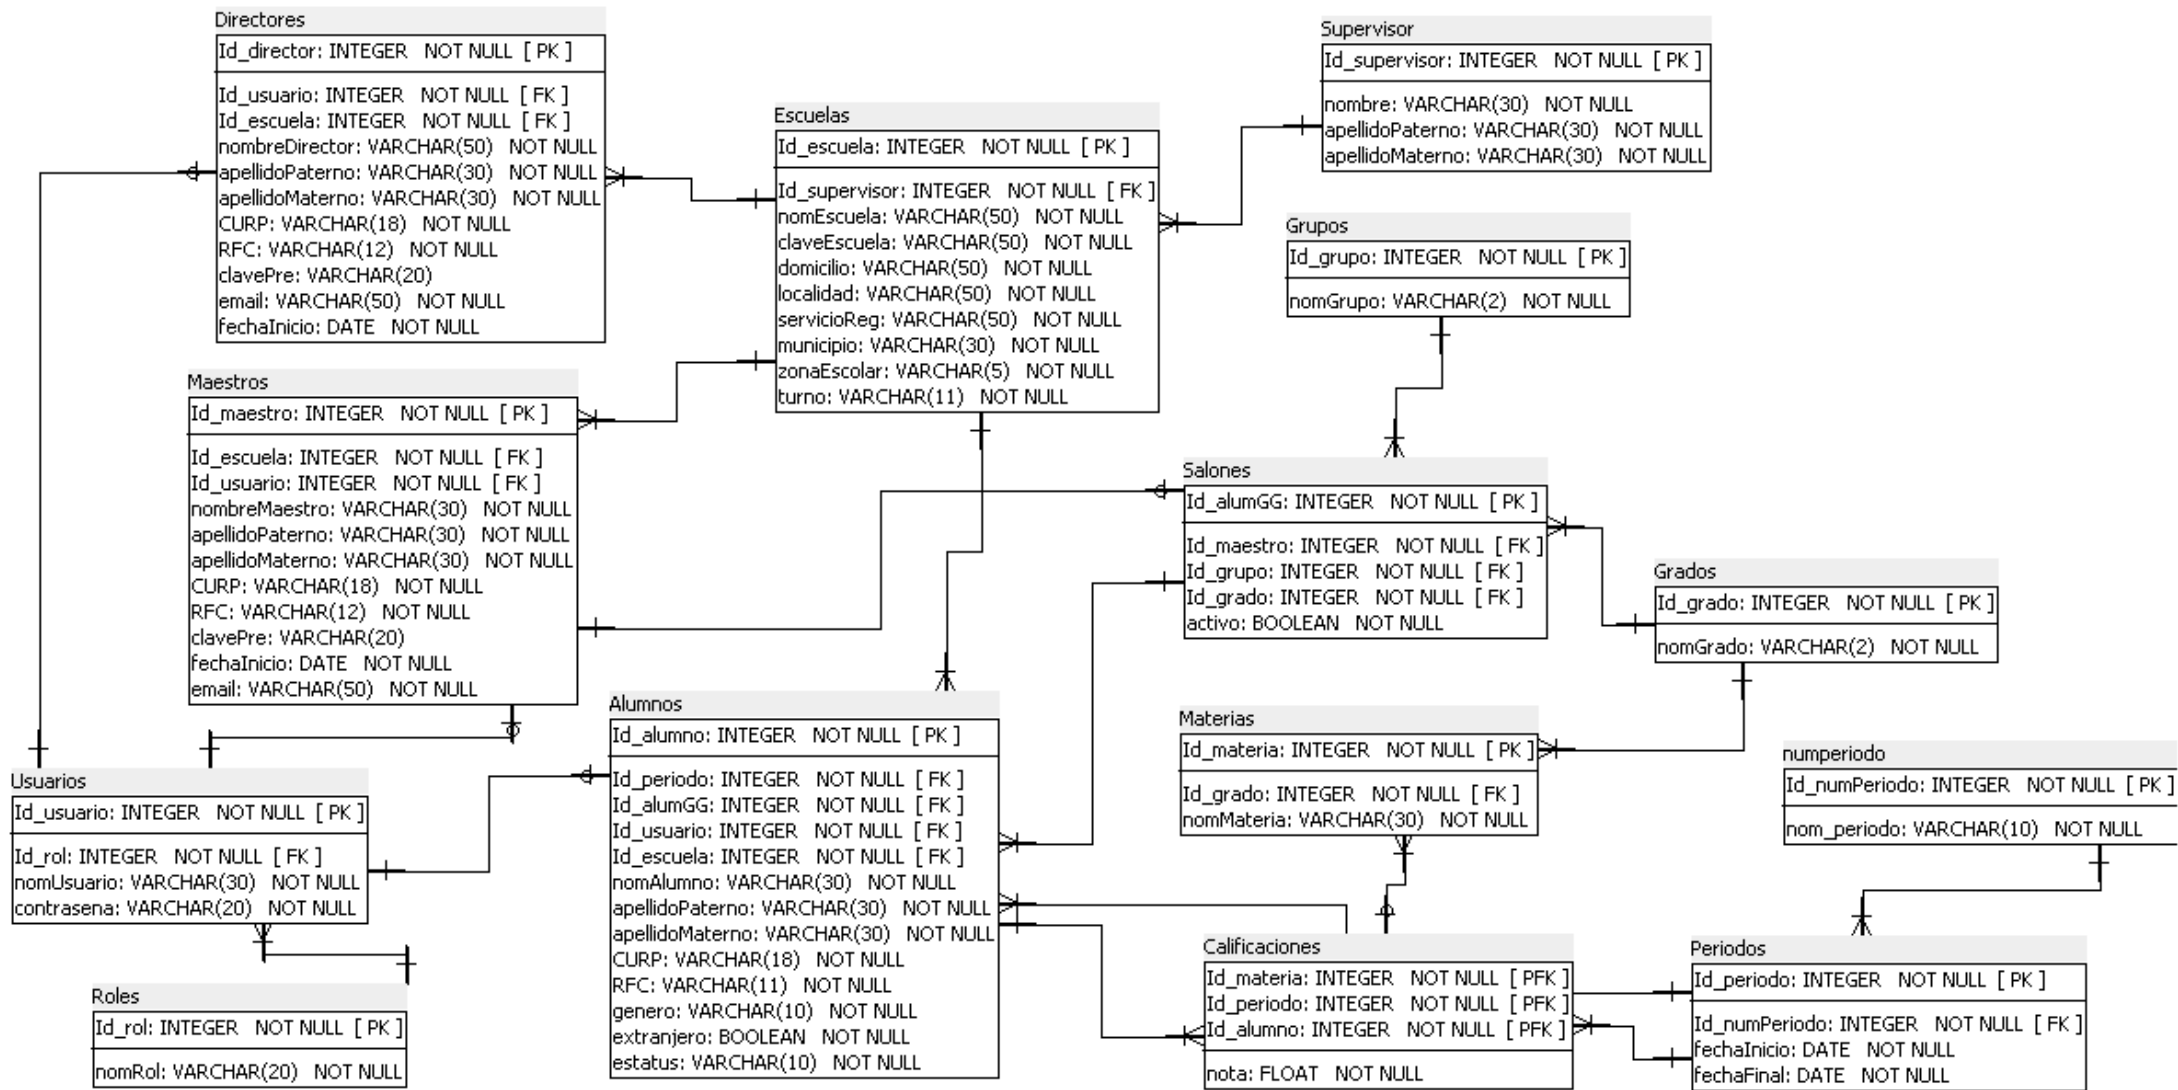 Directores
Id_director: INTEGER NOT NULL [ PK ]
Id_usuario: INTEGER NOT NULL [ FK ]
Id_escuela: INTEGER NOT NULL [ FK ]
nombreDirector: VARCHAR(50) NOT NULL
apellidoPaterno: VARCHAR(30) NOT NULL
apellidoMaterno: VARCHAR(30) NOT NULL
CURP: VARCHAR(18) NOT NULL
RFC: VARCHAR(12) NOT NULL
clavePre: VARCHAR(20)
email: VARCHAR(50) NOT NULL
fechaInicio: DATE NOT NULL
Escuelas
Id_escuela: INTEGER NOT NULL [ PK ]
Id_supervisor: INTEGER NOT NULL [ FK ]
nomEscuela: VARCHAR(50) NOT NULL
claveEscuela: VARCHAR(50) NOT NULL
domicilio: VARCHAR(50) NOT NULL
localidad: VARCHAR(50) NOT NULL
servicioReg: VARCHAR(50) NOT NULL
municipio: VARCHAR(30) NOT NULL
zonaEscolar: VARCHAR(5) NOT NULL
turno: VARCHAR(11) NOT NULL
Supervisor
Id_supervisor: INTEGER NOT NULL [ PK ]
nombre: VARCHAR(30) NOT NULL
apellidoPaterno: VARCHAR(30) NOT NULL
apellidoMaterno: VARCHAR(30) NOT NULL
Grupos
Id_grupo: INTEGER NOT NULL [ PK ]
nomGrupo: VARCHAR(2) NOT NULL
Maestros
Id_maestro: INTEGER NOT NULL [ PK ]
Id_escuela: INTEGER NOT NULL [ FK ]
Id_usuario: INTEGER NOT NULL [ FK ]
nombreMaestro: VARCHAR(30) NOT NULL
apellidoPaterno: VARCHAR(30) NOT NULL
apellidoMaterno: VARCHAR(30) NOT NULL
CURP: VARCHAR(18) NOT NULL
RFC: VARCHAR(12) NOT NULL
clavePre: VARCHAR(20)
fechaInicio: DATE NOT NULL
email: VARCHAR(50) NOT NULL
Salones
Id_alumGG: INTEGER NOT NULL [ PK ]
Id_maestro: INTEGER NOT NULL [ FK ]
Id_grupo: INTEGER NOT NULL [ FK ]
Id_grado: INTEGER NOT NULL [ FK ]
activo: BOOLEAN NOT NULL
Grados
Id_grado: INTEGER NOT NULL [ PK ]
nomGrado: VARCHAR(2) NOT NULL
Alumnos
Id_alumno: INTEGER NOT NULL [ PK ]
Id_periodo: INTEGER NOT NULL [ FK ]
Id_alumGG: INTEGER NOT NULL [ FK ]
Id_usuario: INTEGER NOT NULL [ FK ]
Id_escuela: INTEGER NOT NULL [ FK ]
nomAlumno: VARCHAR(30) NOT NULL
apellidoPaterno: VARCHAR(30) NOT NULL
apellidoMaterno: VARCHAR(30) NOT NULL
CURP: VARCHAR(18) NOT NULL
RFC: VARCHAR(11) NOT NULL
genero: VARCHAR(10) NOT NULL
extranjero: BOOLEAN NOT NULL
estatus: VARCHAR(10) NOT NULL
Materias
Id_materia: INTEGER NOT NULL [ PK ]
Id_grado: INTEGER NOT NULL [ FK ]
nomMateria: VARCHAR(30) NOT NULL
numperiodo
Id_numPeriodo: INTEGER NOT NULL [ PK ]
nom_periodo: VARCHAR(10) NOT NULL
Usuarios
Id_usuario: INTEGER NOT NULL [ PK ]
Id_rol: INTEGER NOT NULL [ FK ]
nomUsuario: VARCHAR(30) NOT NULL
contrasena: VARCHAR(20) NOT NULL
Roles
Id_rol: INTEGER NOT NULL [ PK ]
nomRol: VARCHAR(20) NOT NULL
Calificaciones
Id_materia: INTEGER NOT NULL [ PFK ]
Id_periodo: INTEGER NOT NULL [ PFK ]
Id_alumno: INTEGER NOT NULL [ PFK ]
nota: FLOAT NOT NULL
Periodos
Id_periodo: INTEGER NOT NULL [ PK ]
Id_numPeriodo: INTEGER NOT NULL [ FK ]
fechaInicio: DATE NOT NULL
fechaFinal: DATE NOT NULL